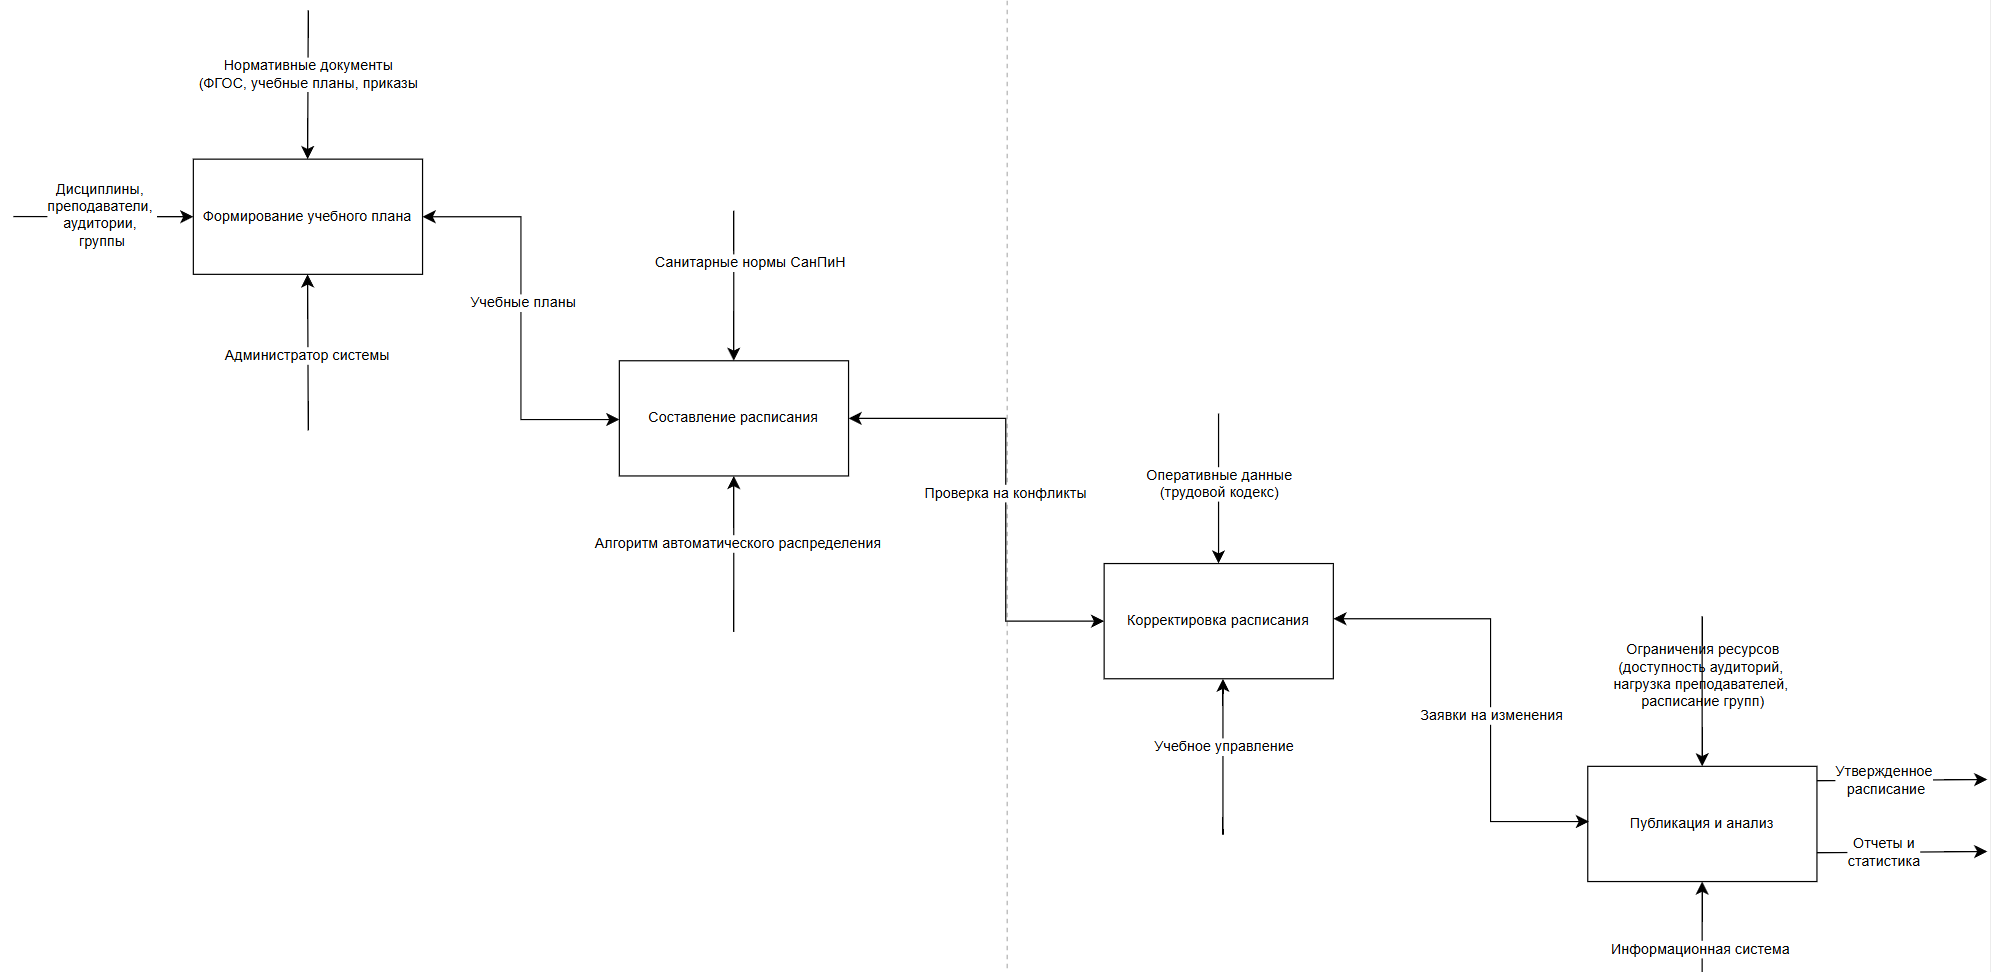 Нормативные документы
(ФГОС, учебные планы, приказы
Дисциплины,
преподаватели,
аудитории,
группы
Формирование учебного плана
Администратор системы
Учебные планы
Санитарные нормы СанПиН
Составление расписания
Алгоритм автоматического распределения
Проверка на конфликты
Оперативные данные
(трудовой кодекс)
Корректировка расписания
Учебное управление
Заявки на изменения
Ограничения ресурсов
(доступность аудиторий,
нагрузка преподавателей,
расписание групп)
Публикация и анализ
Утвержденное
расписание
Отчеты и
статистика
Информационная система